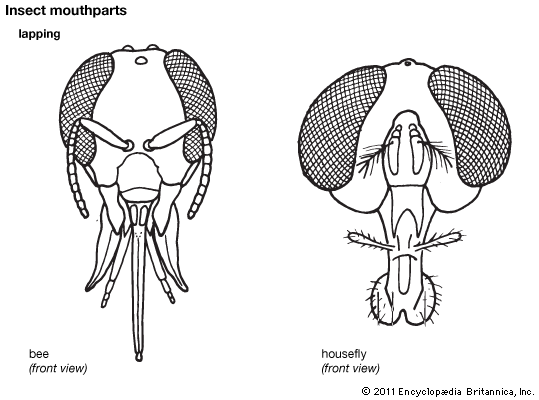 Insect mouthparts
lapping
bee
(front view)
housefly
(front view)
© 2011 Encyclopædia Britannica, Inc.